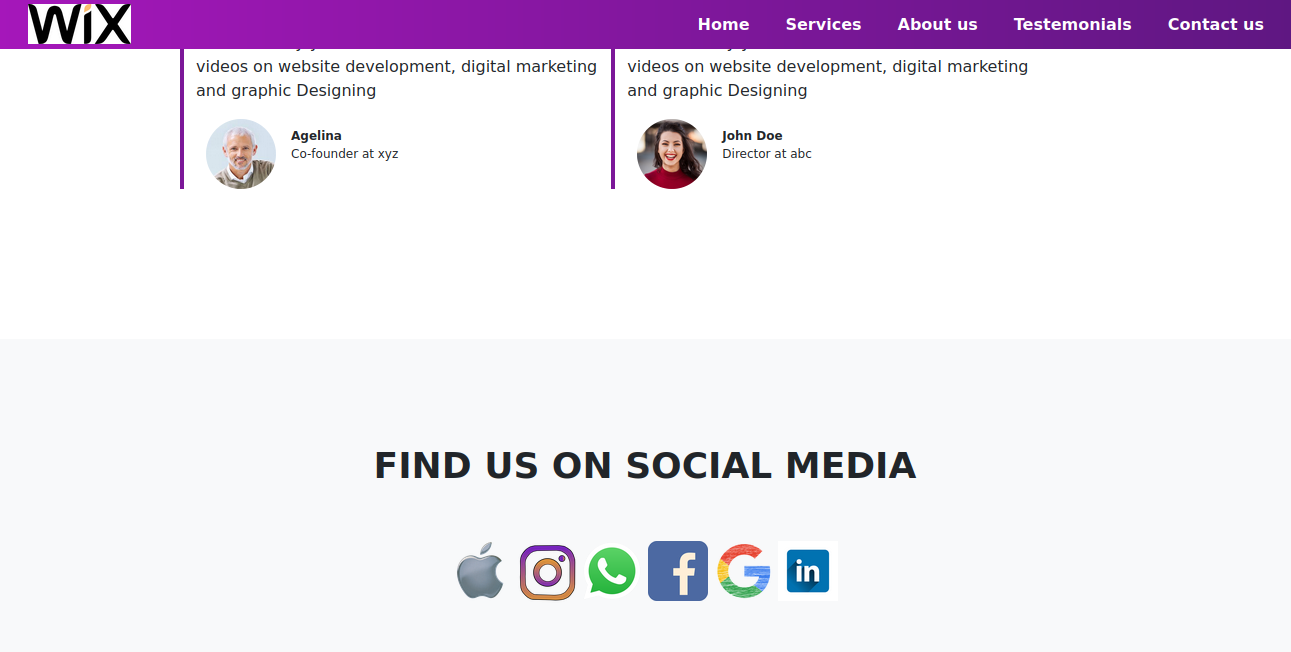 WiX
Home Services About us Testemonials Contact us
videos on website development, digital marketing
and graphic Designing
Agelina
Co-founder at xyz
videos on website development, digital marketing
and graphic Designing
John Doe
Director at abc
FIND US ON SOCIAL MEDIA
f
G
in